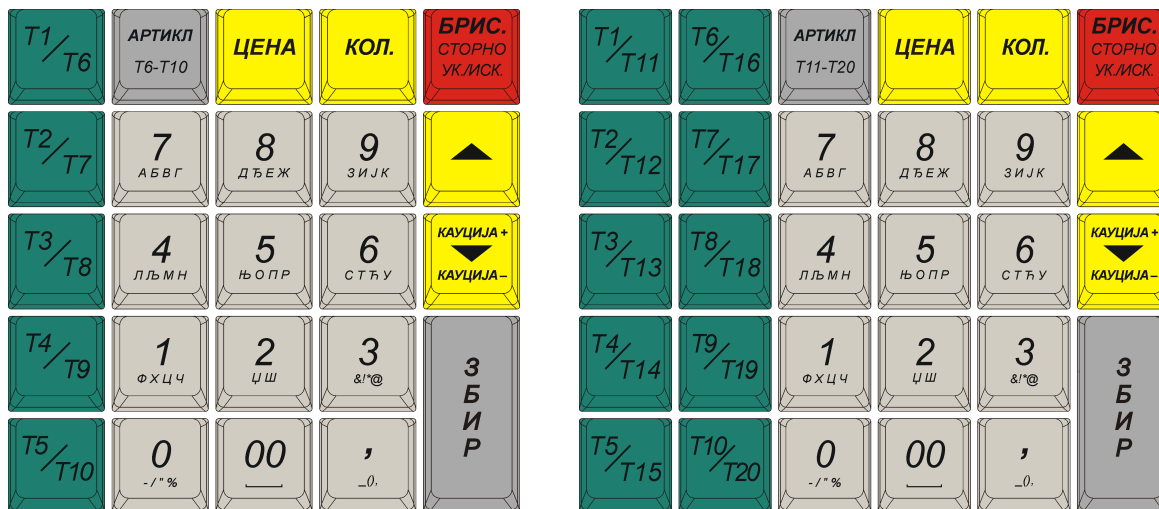 T1/T6
АРТИКЛ
T6-T10
ЦЕНА
КОЛ.
БРИС.
СТОРНО
УК./ИСК.
T2/T7
7
АБВГ
8
ДЂЕЖ
9
ЗИЈК
T3/T8
4
ЛЉМН
5
ЊОПР
6
СТЋУ
КАУЦИЈА+
КАУЦИЈА–
T4/T9
1
ФХЦЧ
2
ЏШ
3
&!*@
З
Б
И
Р
T5/T10
0
-/"%
00
,
_(),
T1/T11
T6/T16
АРТИКЛ
T11-T20
ЦЕНА
КОЛ.
БРИС.
СТОРНО
УК./ИСК.
T2/T12
T7/T17
7
АБВГ
8
ДЂЕЖ
9
ЗИЈК
T3/T13
T8/T18
4
ЛЉМН
5
ЊОПР
6
СТЋУ
КАУЦИЈА+
КАУЦИЈА–
T4/T14
T9/T19
1
ФХЦЧ
2
ЏШ
3
&!*@
З
Б
И
Р
T5/T15
T10/T20
0
-/"%
00
,
_(),